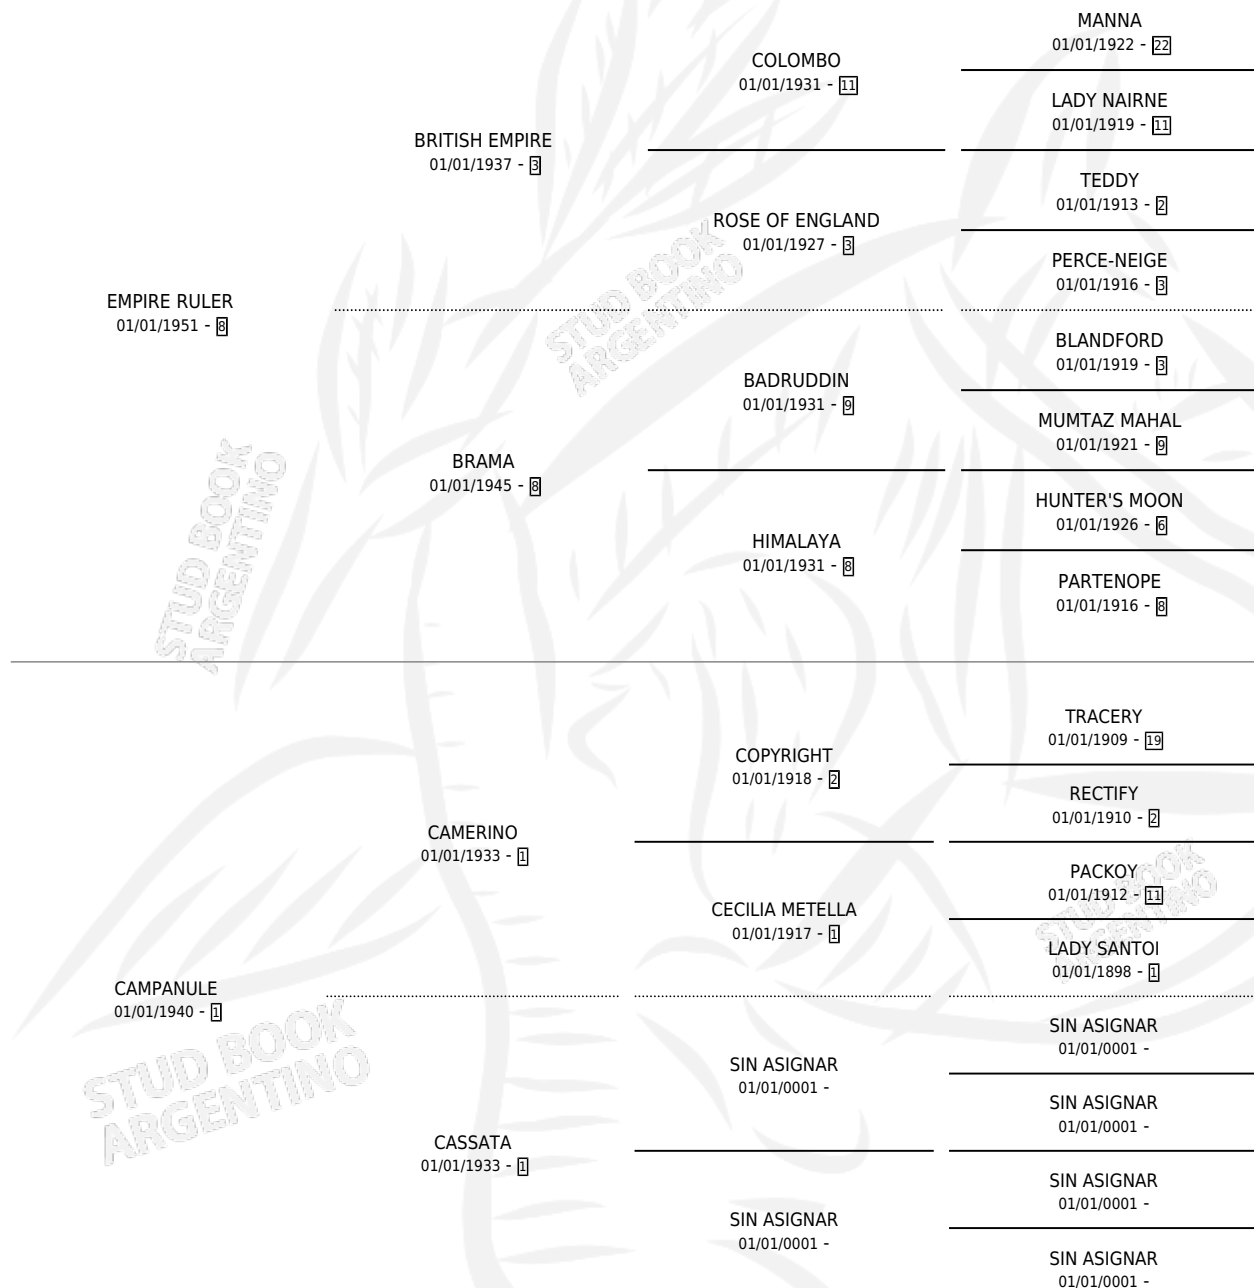 MANNA
01/01/1922 - 22
COLOMBO
01/01/1931 - 11
LADY NAIRNE
01/01/1919 - 11
BRITISH EMPIRE
01/01/1937 - 3
TEDDY
01/01/1913 - 2
ROSE OF ENGLAND
01/01/1927 - 3
PERCE-NEIGE
01/01/1916 - 3
EMPIRE RULER
01/01/1951 - 8
BLANDFORD
01/01/1919 - 3
BADRUDDIN
01/01/1931 - 9
MUMTAZ MAHAL
01/01/1921 - 9
BRAMA
01/01/1945 - 8
HUNTER'S MOON
01/01/1926 - 6
HIMALAYA
01/01/1931 - 8
PARTENOPE
01/01/1916 - 8
TRACERY
01/01/1909 - 19
COPYRIGHT
01/01/1918 - 2
RECTIFY
01/01/1910 - 2
CAMERINO
01/01/1933 - 1
PACKOY
01/01/1912 - 11
CECILIA METELLA
01/01/1917 - 1
LADY SANTOI
01/01/1898 - 1
CAMPANULE
01/01/1940 - 1
SIN ASIGNAR
01/01/0001 -
SIN ASIGNAR
01/01/0001 -
SIN ASIGNAR
01/01/0001 -
CASSATA
01/01/1933 - 1
SIN ASIGNAR
01/01/0001 -
SIN ASIGNAR
01/01/0001 -
SIN ASIGNAR
01/01/0001 -
STUD BOOK
ARGENTINO
STUD BOOK
ARGENTINO
STUD BOOK
ARGENTINO
STUD BOOK
ARGENTINO